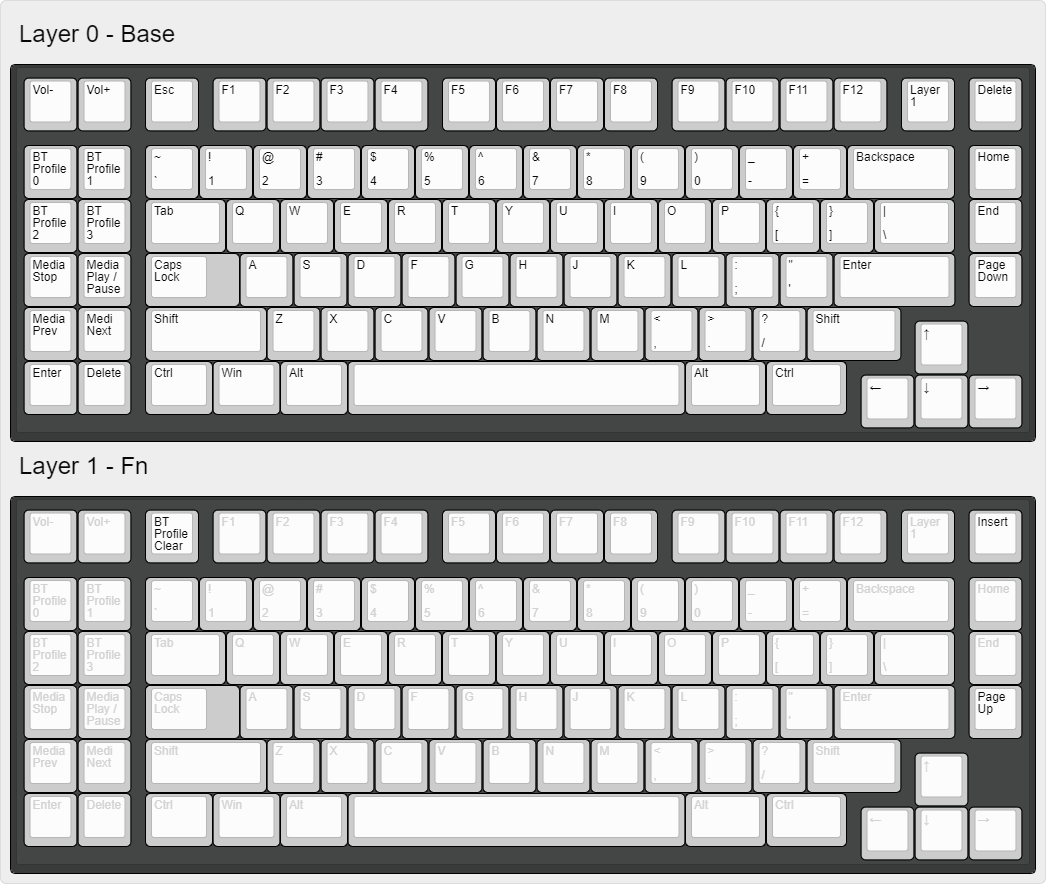 Layer 0 - Base
Vol- Vol+ Esc F1 F2 F3 F4 F5 F6 F7 F8 F9 F10 F11 F12 Layer 1 Delete
BT Profile 0 BT Profile 1 ~ ` ! 1 @ 2 # 3 $ 4 % 5 ^ 6 & 7 * 8 ( 9 ) 0 _ - + = Backspace Home
BT Profile 2 BT Profile 3 Tab Q W E R T Y U I O P { [ } ] | \ End
Media Stop Media Play / Pause Caps Lock A S D F G H J K L : ; " ' Enter Page Down
Media Prev Medi Next Shift Z X C V B N M < , > . ? / Shift ↑
Enter Delete Ctrl Win Alt Alt Ctrl ← ↓ →
Layer 1 - Fn
Vol- Vol+ BT Profile Clear F1 F2 F3 F4 F5 F6 F7 F8 F9 F10 F11 F12 Layer 1 Insert
BT Profile 0 BT Profile 1 ~ ` ! 1 @ 2 # 3 $ 4 % 5 ^ 6 & 7 * 8 ( 9 ) 0 _ - + = Backspace Home
BT Profile 2 BT Profile 3 Tab Q W E R T Y U I O P { [ } ] | \ End
Media Stop Media Play / Pause Caps Lock A S D F G H J K L : ; " ' Enter Page Up
Media Prev Medi Next Shift Z X C V B N M < , > . ? / Shift ↑
Enter Delete Ctrl Win Alt Alt Ctrl ← ↓ →